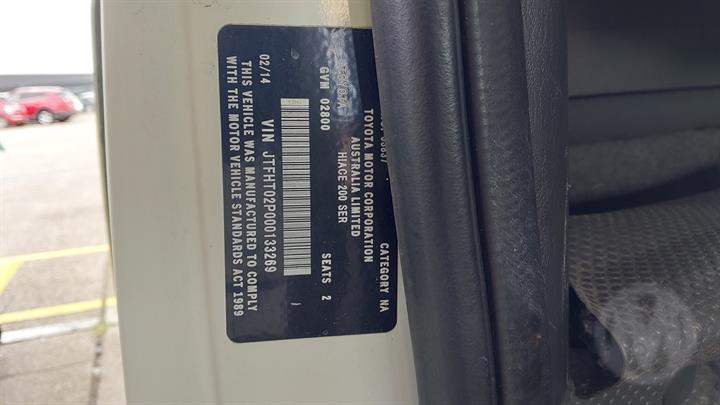 CATEGORY NA
TOYOTA MOTOR CORPORATION
AUSTRALIA LIMITED
HIACE 200 SER
TOYOTA
GVM 02800 SEATS 2
VIN JTFHT02P000133269
02/14
THIS VEHICLE WAS MANUFACTURED TO COMPLY
WITH THE MOTOR VEHICLE STANDARDS ACT 1989